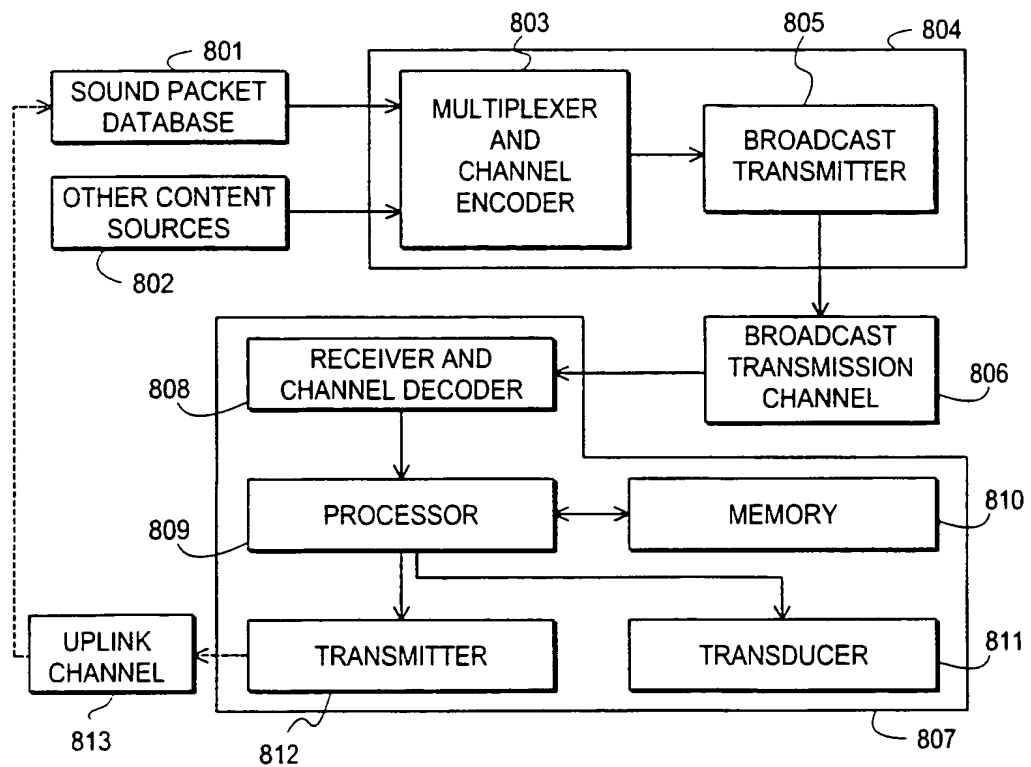 801
SOUND PACKET
DATABASE
OTHER CONTENT
SOURCES
802
803
MULTIPLEXER
AND
CHANNEL
ENCODER
805
804
BROADCAST
TRANSMITTER
RECEIVER AND
CHANNEL DECODER
808
BROADCAST
TRANSMISSION
CHANNEL
806
PROCESSOR
809
MEMORY
810
UPLINK
CHANNEL
813
TRANSMITTER
812
TRANSDUCER
811
807